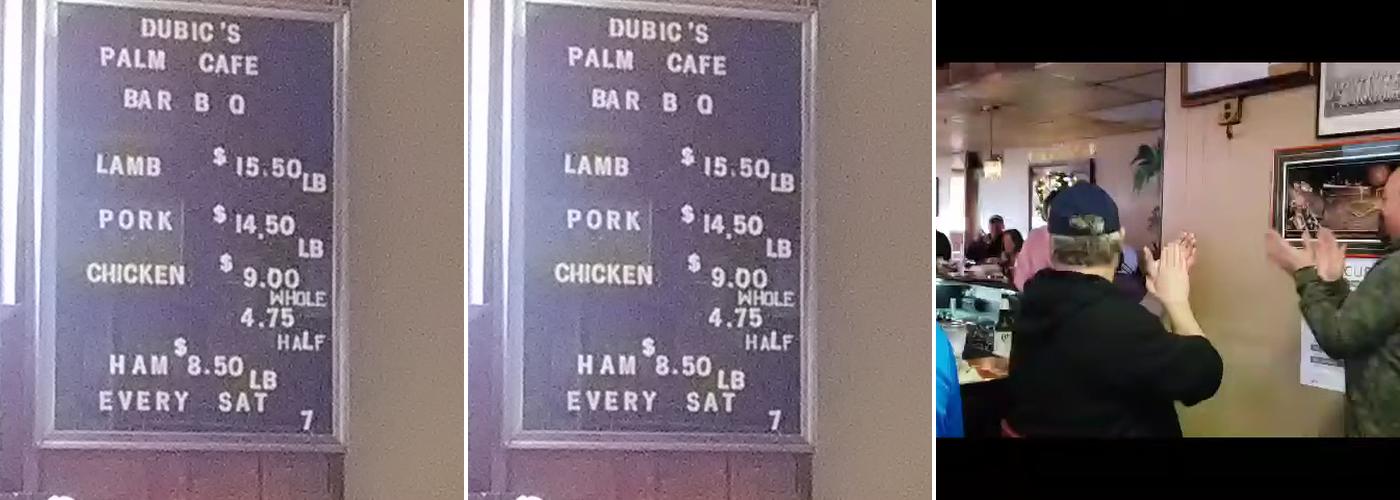 DUBIC'S
PALM CAFE
BAR B Q
LAMB $15.50 LB
PORK $14.50 LB
CHICKEN $9.00
WHOLE
4.75
HALF
HAM $8.50 LB
EVERY SAT
7
DUBIC'S
PALM CAFE
BAR B Q
LAMB $15.50 LB
PORK $14.50 LB
CHICKEN $9.00
WHOLE
4.75
HALF
HAM $8.50 LB
EVERY SAT
7